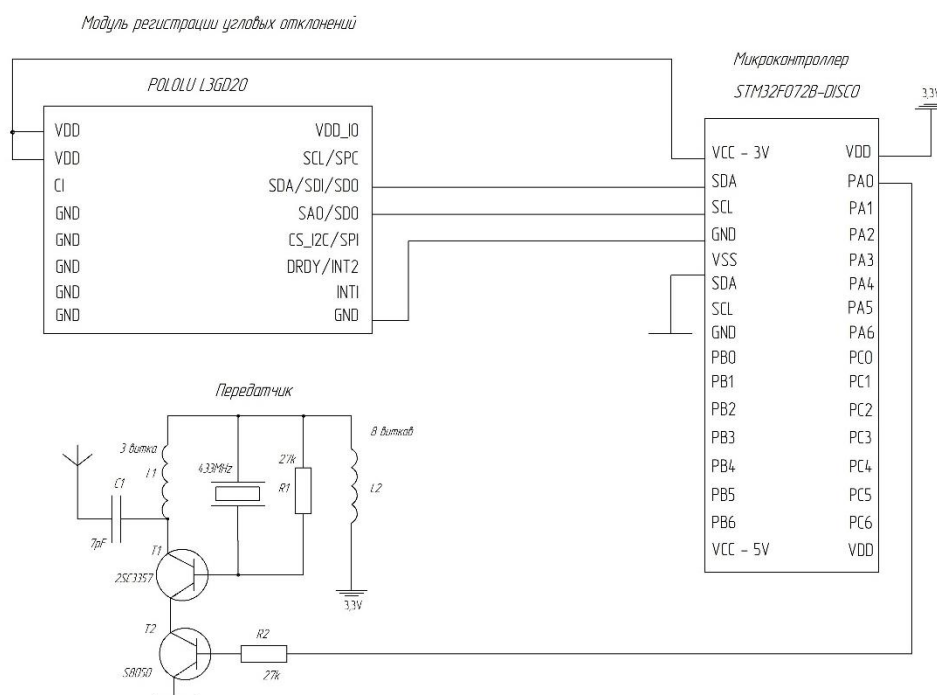 Модуль регистрации угловых отклонений
POLOLU L3GD20
VDD
VDD
CI
GND
GND
GND
GND
GND
VDD_IO
SCL/SPC
SDA/SDI/SDO
SAO/SDO
CS_I2C/SPI
DRDY/INT2
INTI
GND
Микроконтроллер
STM32F072B-DISCO
3,3V
VCC - 3V
SDA
SCL
GND
VSS
SDA
SCL
GND
PB0
PB1
PB2
PB3
PB4
PB5
PB6
VCC - 5V
VDD
PA0
PA1
PA2
PA3
PA4
PA5
PA6
PC0
PC1
PC2
PC3
PC4
PC5
PC6
VDD
Передатчик
3 витка
L1
433MHz
27k
R1
8 витков
L2
C1
7pF
T1
2SC3357
3,3V
T2
S8050
R2
27k